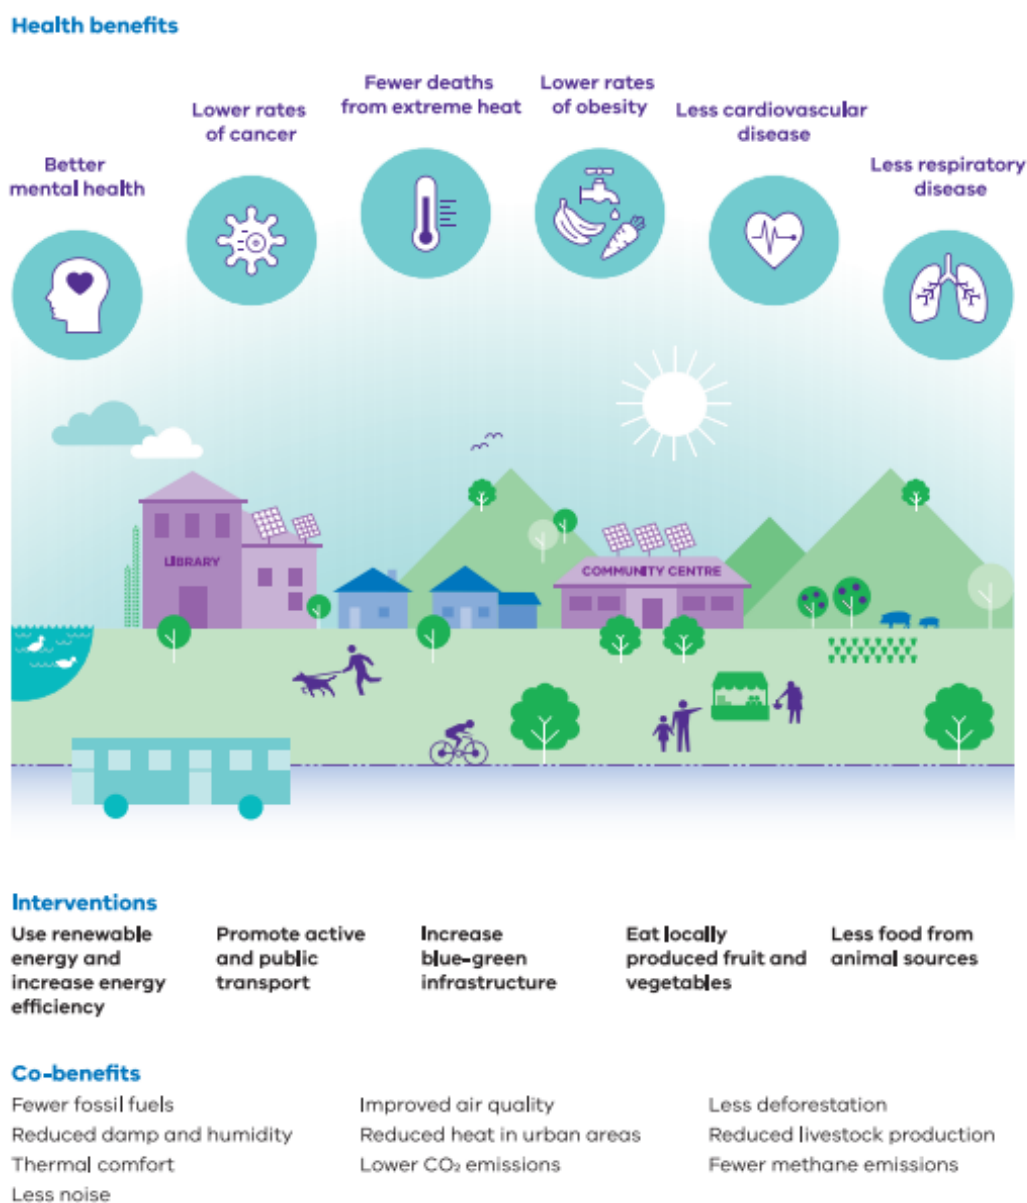 Health benefits
Better
mental health
Lower rates
of cancer
Fewer deaths
from extreme heat
Lower rates
of obesity
Less cardiovascular
disease
Less respiratory
disease
LIBRARY
COMMUNITY CENTRE
Interventions
Use renewable
energy and
increase energy
efficiency
Promote active
and public
transport
Increase
blue-green
infrastructure
Eat locally
produced fruit and
vegetables
Less food from
animal sources
Co-benefits
Fewer fossil fuels
Reduced damp and humidity
Thermal comfort
Less noise
Improved air quality
Reduced heat in urban areas
Lower CO₂ emissions
Less deforestation
Reduced livestock production
Fewer methane emissions